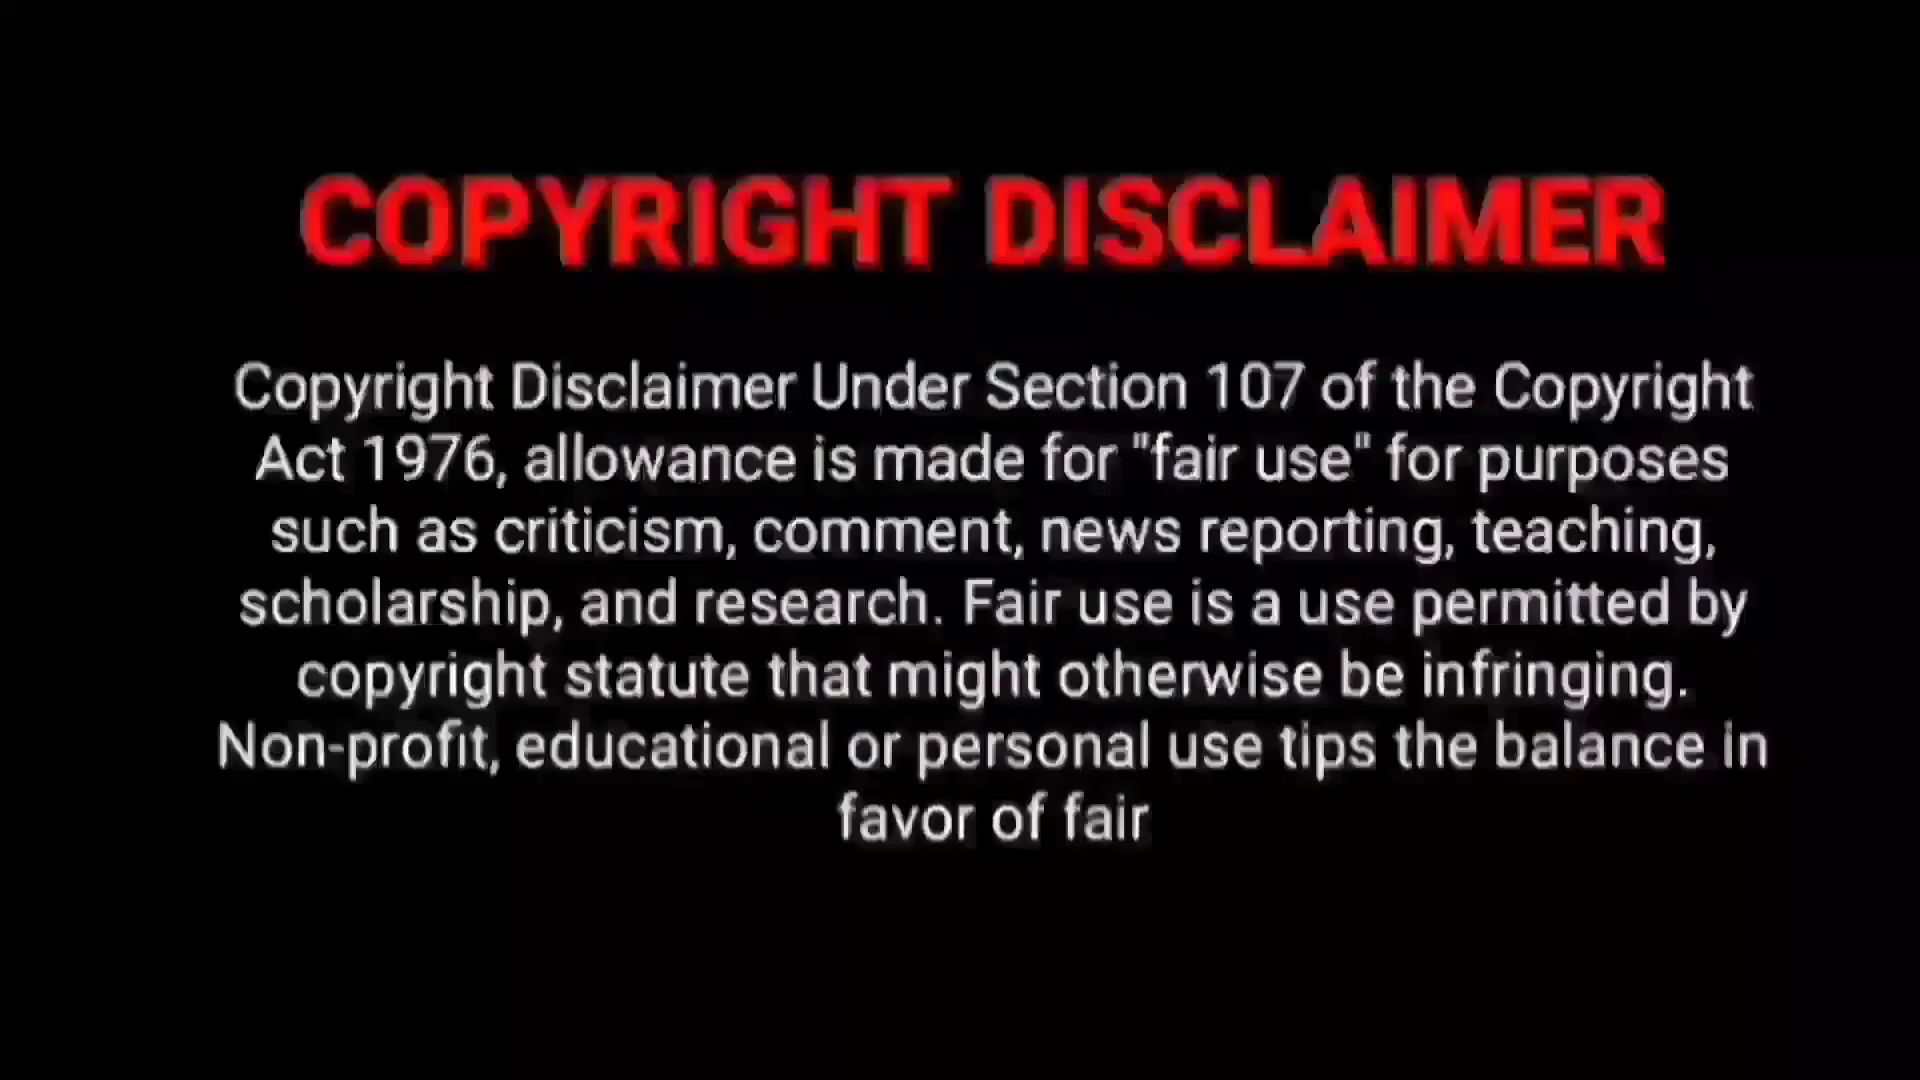 COPYRIGHT DISCLAIMER
Copyright Disclaimer Under Section 107 of the Copyright
Act 1976, allowance is made for "fair use" for purposes
such as criticism, comment, news reporting, teaching,
scholarship, and research. Fair use is a use permitted by
copyright statute that might otherwise be infringing.
Non-profit, educational or personal use tips the balance in
favor of fair